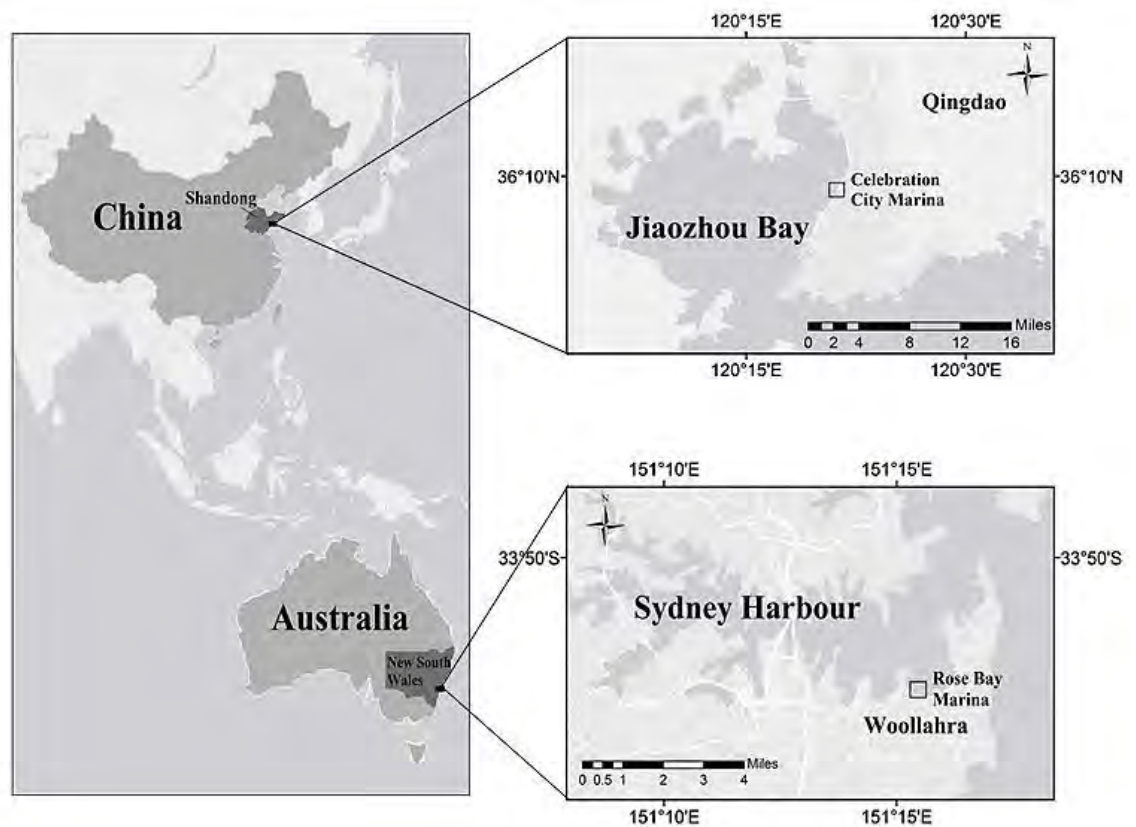 Shandong
China
Australia
New South
Wales
120°15'E
120°30'E
N
Qingdao
36°10'N
36°10'N
Celebration
City Marina
Jiaozhou Bay
Miles
0 2 4 8 12 16
120°15'E
120°30'E
151°10'E
151°15'E
N
33°50'S
33°50'S
Sydney Harbour
Rose Bay
Marina
Woollahra
Miles
0 0.5 1 2 3 4
151°10'E
151°15'E